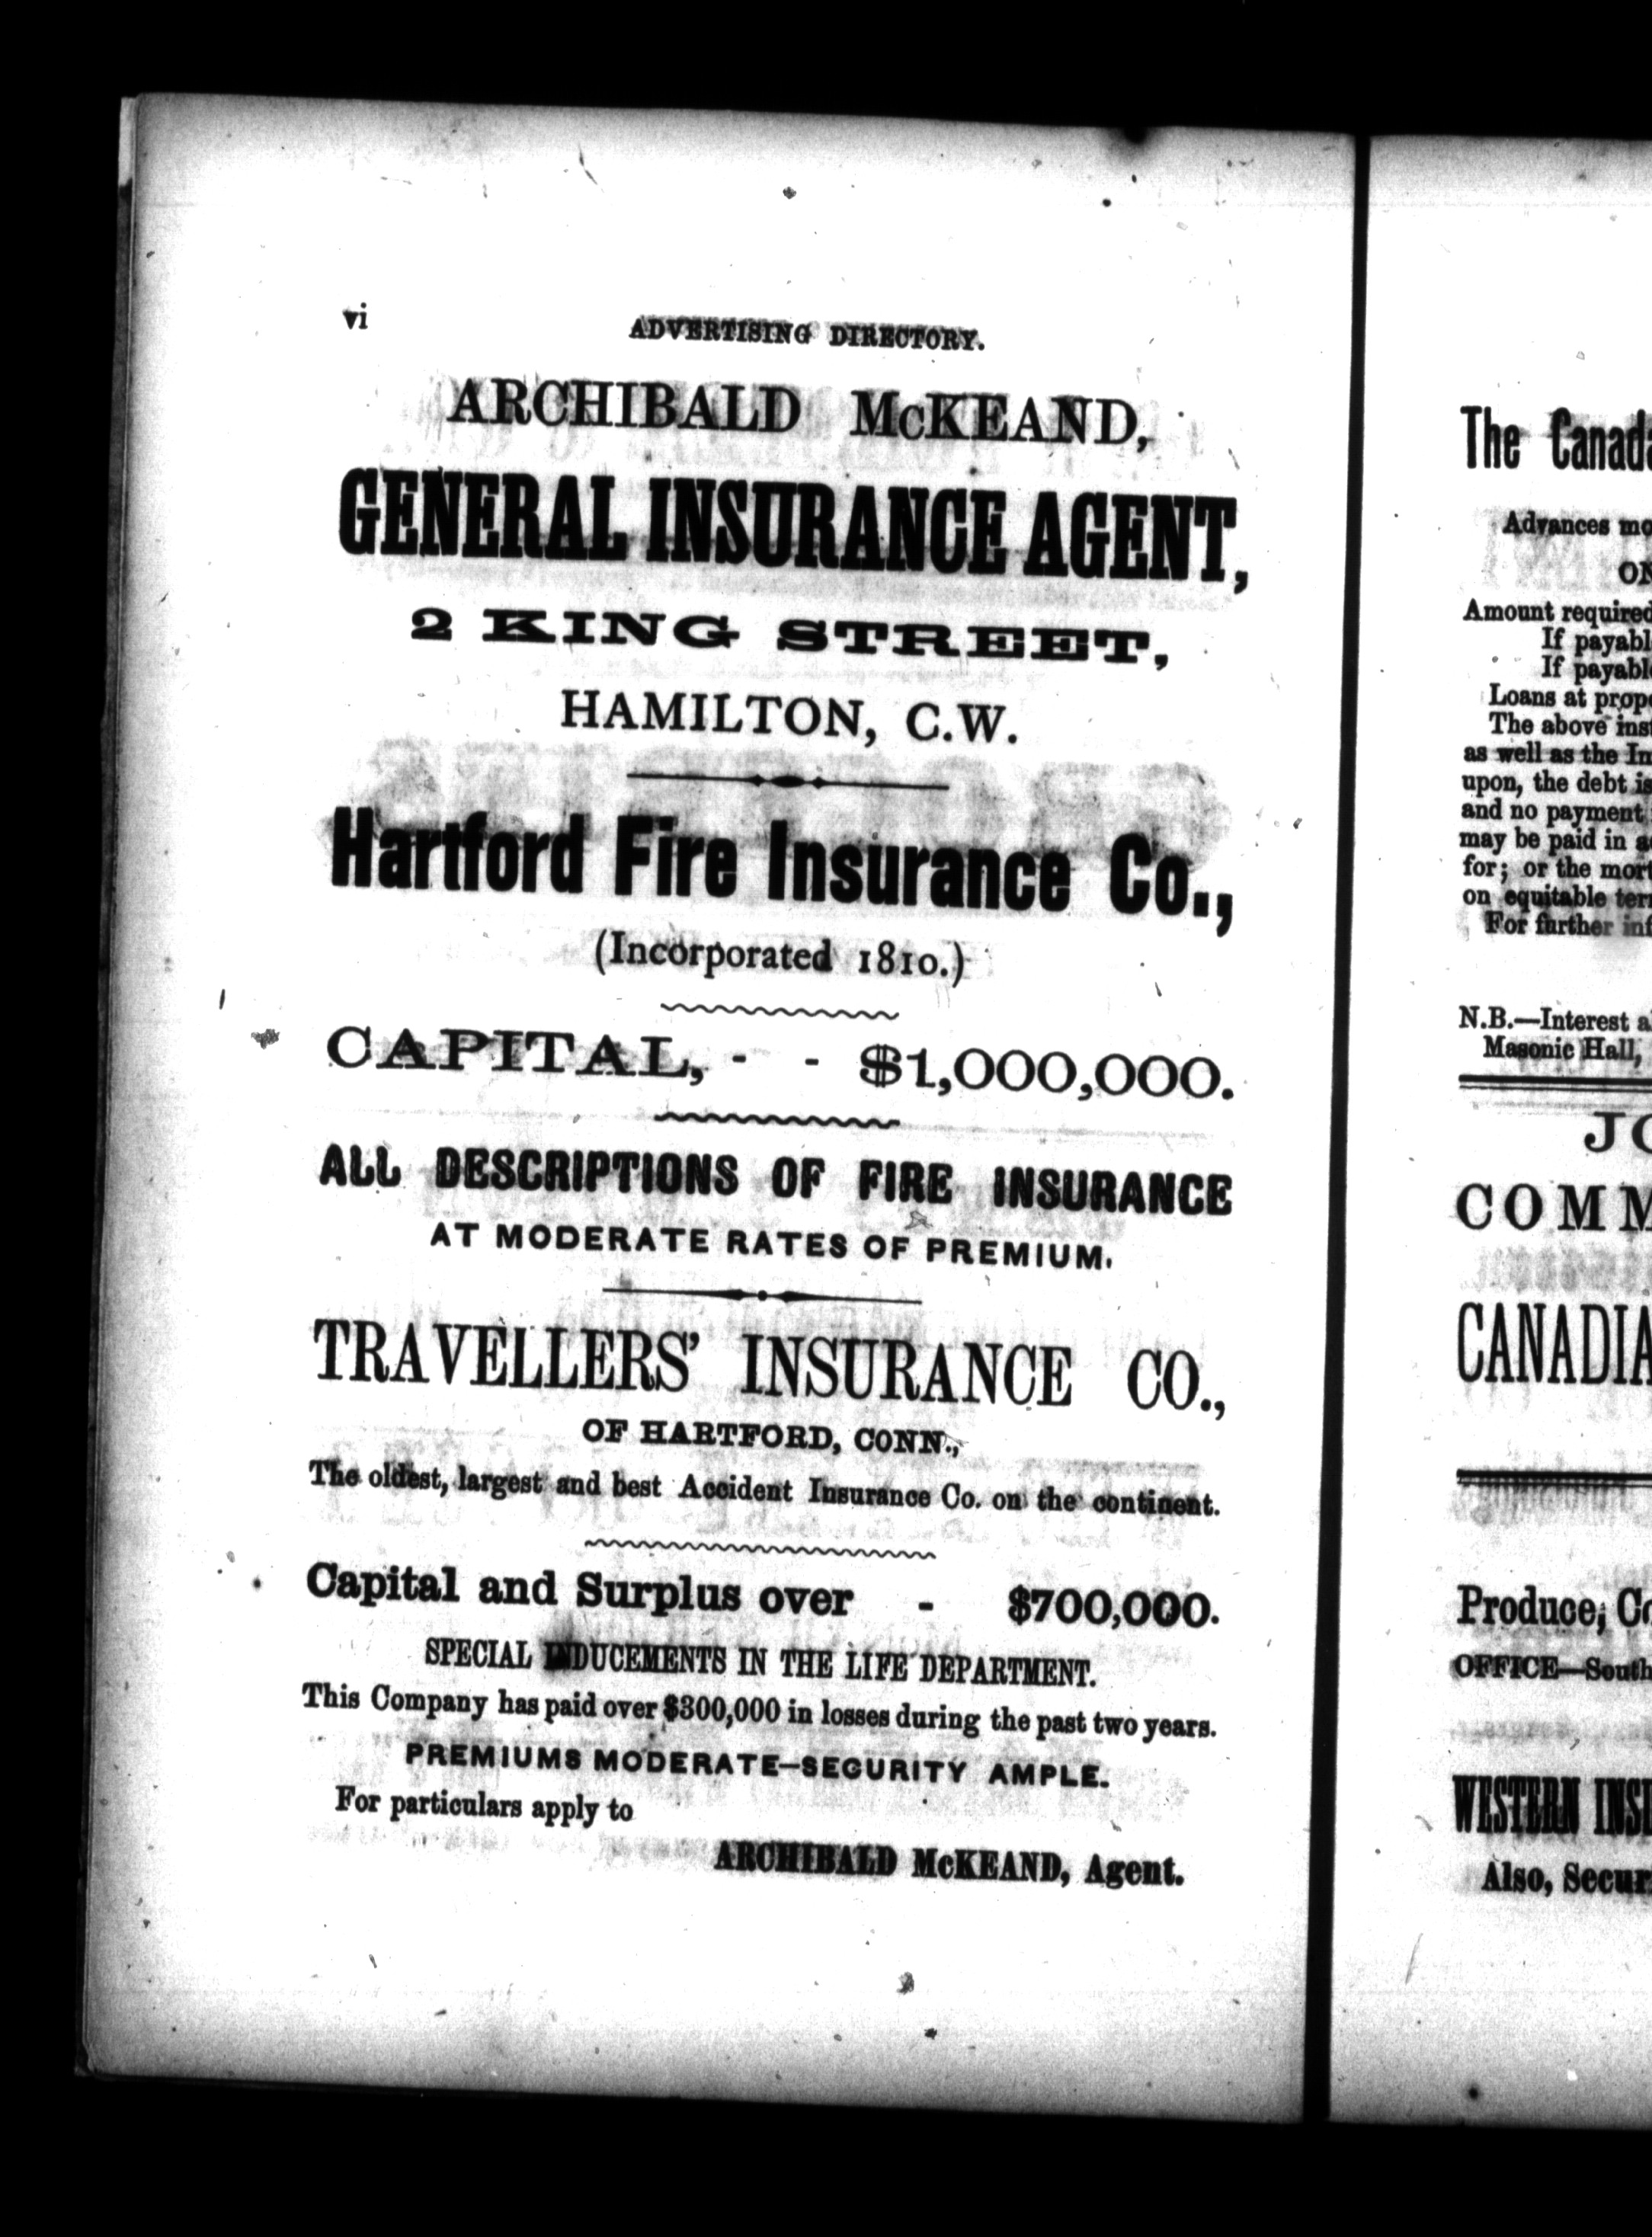 vi
ADVERTISING DIRECTORY.
ARCHIBALD McKEAND,
GENERAL INSURANCE AGENT,
2 KING STREET,
HAMILTON, C.W.
Hartford Fire Insurance Co.,
(Incorporated 1810.)
CAPITAL, - - $1,000,000.
ALL DESCRIPTIONS OF FIRE INSURANCE
AT MODERATE RATES OF PREMIUM.
TRAVELLERS' INSURANCE CO.,
OF HARTFORD, CONN.,
The oldest, largest and best Accident Insurance Co. on the continent.
Capital and Surplus over - $700,000.
SPECIAL INDUCEMENTS IN THE LIFE DEPARTMENT.
This Company has paid over $300,000 in losses during the past two years.
PREMIUMS MODERATE—SECURITY AMPLE.
For particulars apply to
ARCHIBALD McKEAND, Agent.
The Canad
Advances mo
ON
Amount required
If payabl
If payable
Loans at prop
The above ins
as well as the In
upon, the debt is
and no payment
may be paid in a
for; or the mort
on equitable ter
For further inf
N.B.—Interest a
Masonic Hall,
JO
COMM
CANADIA
Produce, Co
OFFICE—South
WESTERN INS
Also, Secur